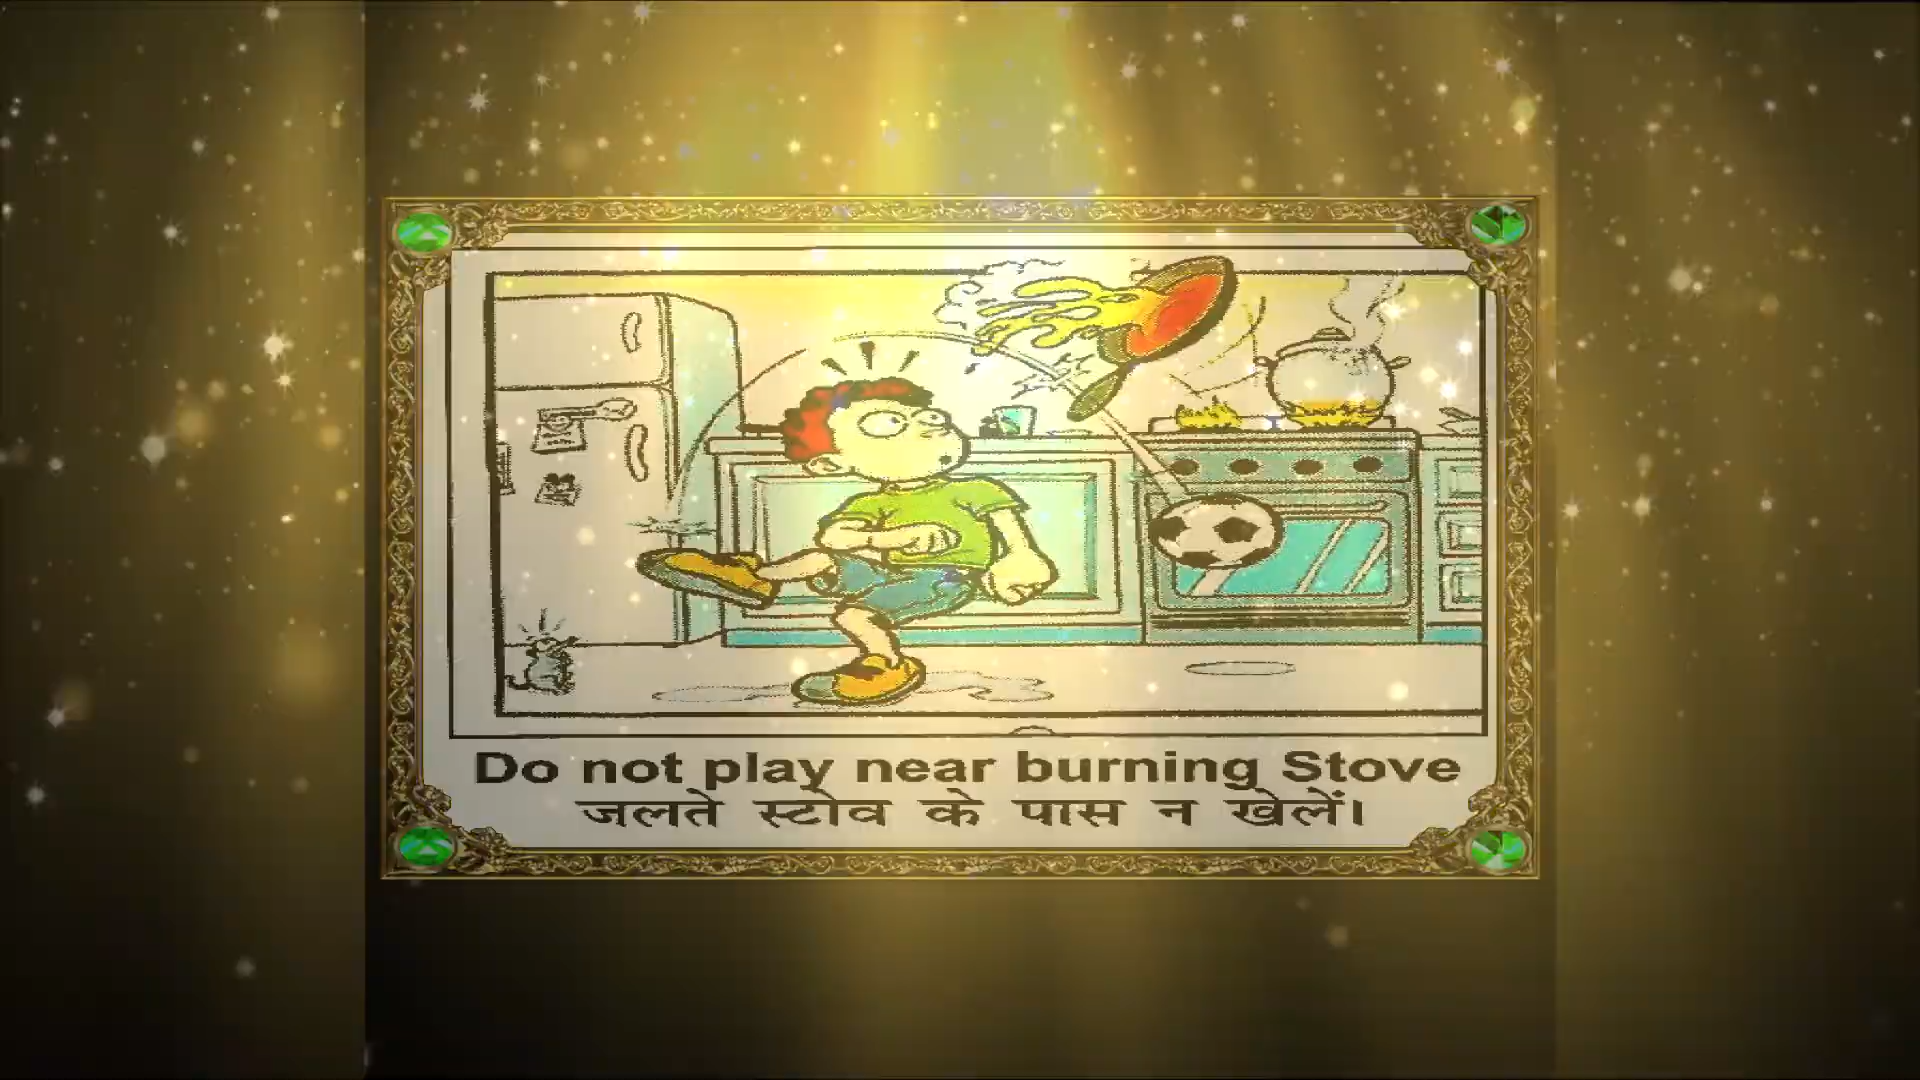 Do not play near burning Stove
जलते स्टोव के पास न खेलें।